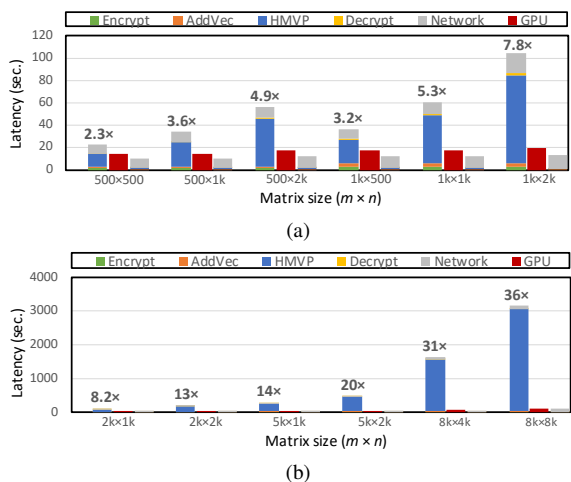 Encrypt AddVec HMVP Decrypt Network GPU
120
100
80
60
40
20
0
Latency (sec.)
2.3× 3.6× 4.9× 3.2× 5.3× 7.8×
500×500 500×1k 500×2k 1k×500 1k×1k 1k×2k
Matrix size (m × n)
(a)
Encrypt AddVec HMVP Decrypt Network GPU
4000
3000
2000
1000
0
Latency (sec.)
8.2× 13× 14× 20× 31× 36×
2k×1k 2k×2k 5k×1k 5k×2k 8k×4k 8k×8k
Matrix size (m × n)
(b)